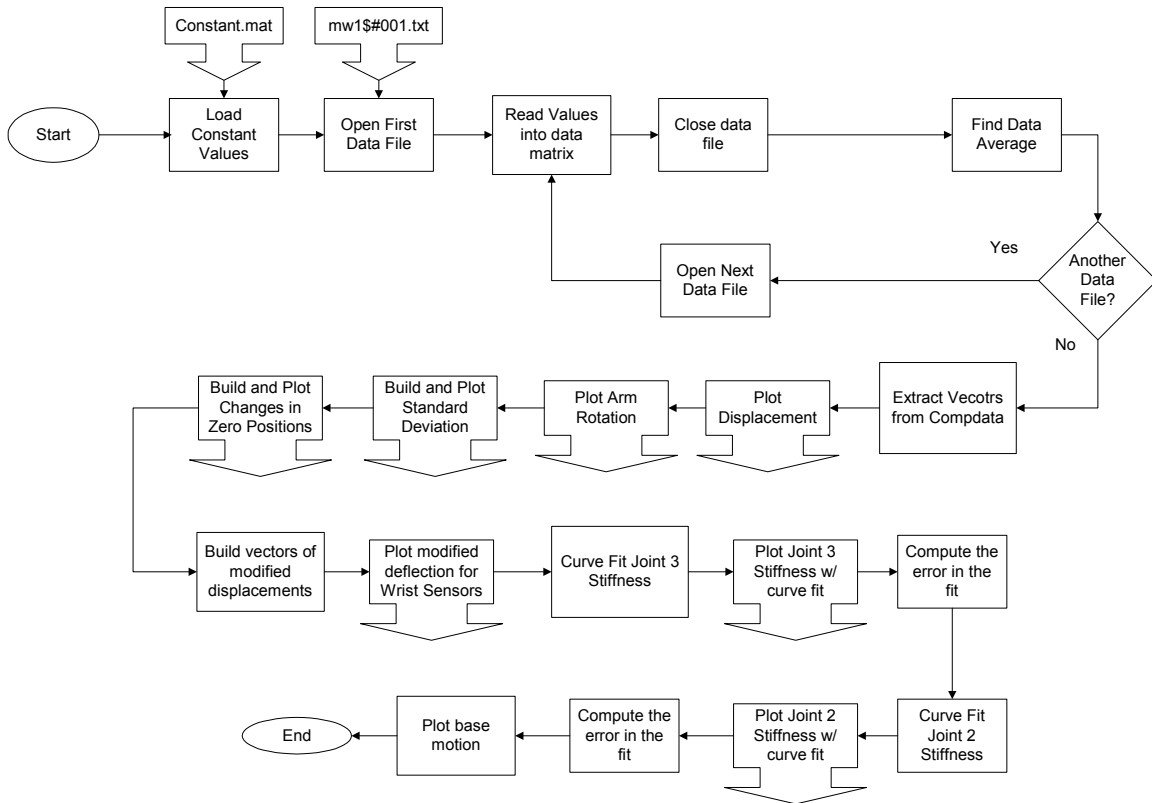 Constant.mat
mw1$#001.txt
Start
Load
Constant
Values
Open First
Data File
Read Values
into data
matrix
Close data
file
Find Data
Average
Yes
Another
Data
File?
Open Next
Data File
No
Extract Vecotrs
from Compdata
Plot
Displacement
Plot Arm
Rotation
Build and Plot
Standard
Deviation
Build and Plot
Changes in
Zero Positions
Build vectors of
modified
displacements
Plot modified
deflection for
Wrist Sensors
Curve Fit Joint 3
Stiffness
Plot Joint 3
Stiffness w/
curve fit
Compute the
error in the
fit
Curve Fit
Joint 2
Stiffness
Plot Joint 2
Stiffness w/
curve fit
Compute the
error in the
fit
Plot base
motion
End